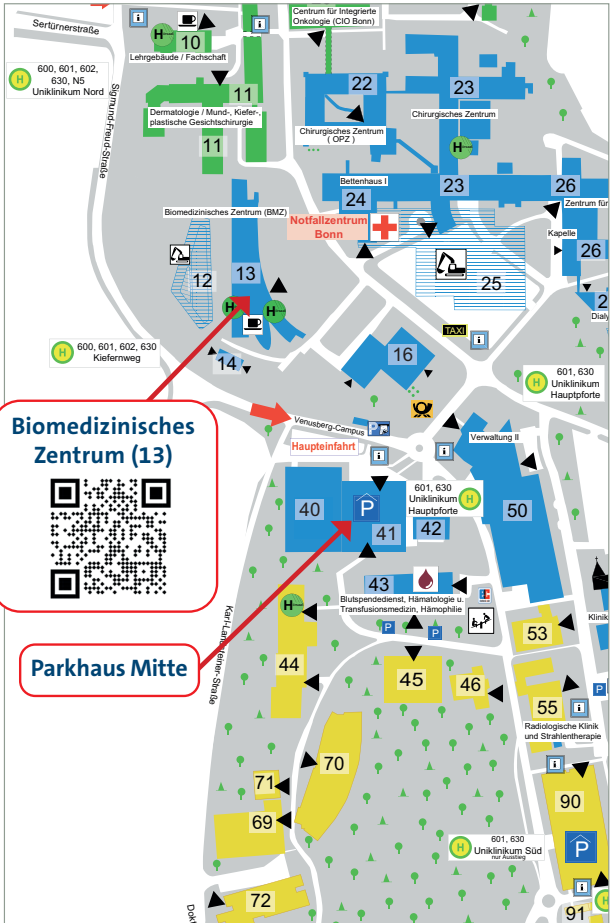 Sertürnerstraße
Centrum für Integrierte
Onkologie (CIO Bonn)
10
Lehrgebäude / Fachschaft
H
600, 601, 602,
630, N5
Uniklinikum Nord
Sigmund-Freud-Straße
11
Dermatologie / Mund-, Kiefer-,
plastische Gesichtschirurgie
11
22
Chirurgisches Zentrum
( OPZ )
23
Chirurgisches Zentrum
Bettenhaus I
24
23
26
Zentrum für
Kapelle
26
Notfallzentrum
Bonn
Biomedizinisches Zentrum (BMZ)
12
13
25
2
Dialy
TAXI
H
600, 601, 602, 630
Kiefernweg
14
16
H
601, 630
Uniklinikum
Hauptpforte
Biomedizinisches
Zentrum (13)
Venusberg-Campus
Haupteinfahrt
Verwaltung II
40
P
41
601, 630
Uniklinikum
Hauptpforte
H
42
50
43
Blutspendedienst, Hämatologie u.
Transfusionsmedizin, Hämophilie
P
P
Parkhaus Mitte
44
45
46
53
Klinik
P
55
Radiologische Klinik
und Strahlentherapie
70
71
69
90
P
H
601, 630
Uniklinikum Süd
nur Ausstieg
72
91
H